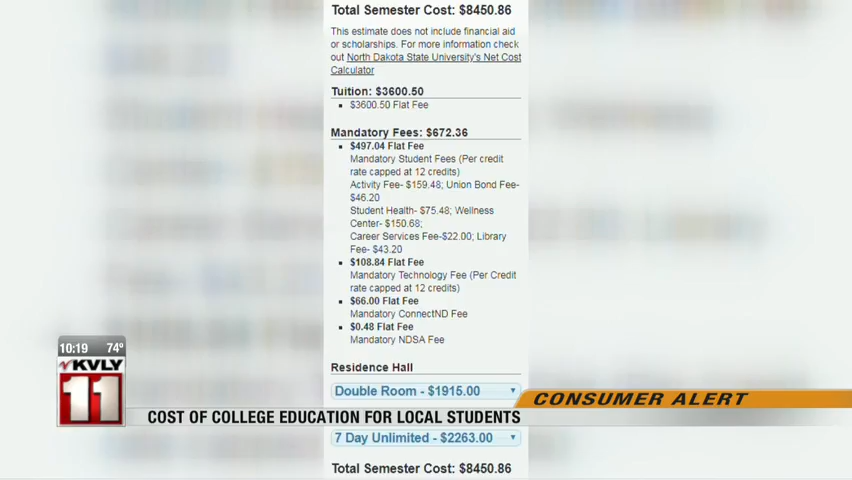 Total Semester Cost: $8450.86
This estimate does not include financial aid
or scholarships. For more information check
out North Dakota State University's Net Cost
Calculator
Tuition: $3600.50
$3600.50 Flat Fee
Mandatory Fees: $672.36
$497.04 Flat Fee
Mandatory Student Fees (Per credit
rate capped at 12 credits)
Activity Fee- $159.48; Union Bond Fee-
$46.20
Student Health- $75.48; Wellness
Center- $150.68;
Career Services Fee-$22.00; Library
Fee- $43.20
$108.84 Flat Fee
Mandatory Technology Fee (Per Credit
rate capped at 12 credits)
$66.00 Flat Fee
Mandatory ConnectND Fee
$0.48 Flat Fee
Mandatory NDSA Fee
Residence Hall
Double Room - $1915.00
10:19 74°
KVLY
11
CONSUMER ALERT
COST OF COLLEGE EDUCATION FOR LOCAL STUDENTS
7 Day Unlimited - $2263.00
Total Semester Cost: $8450.86